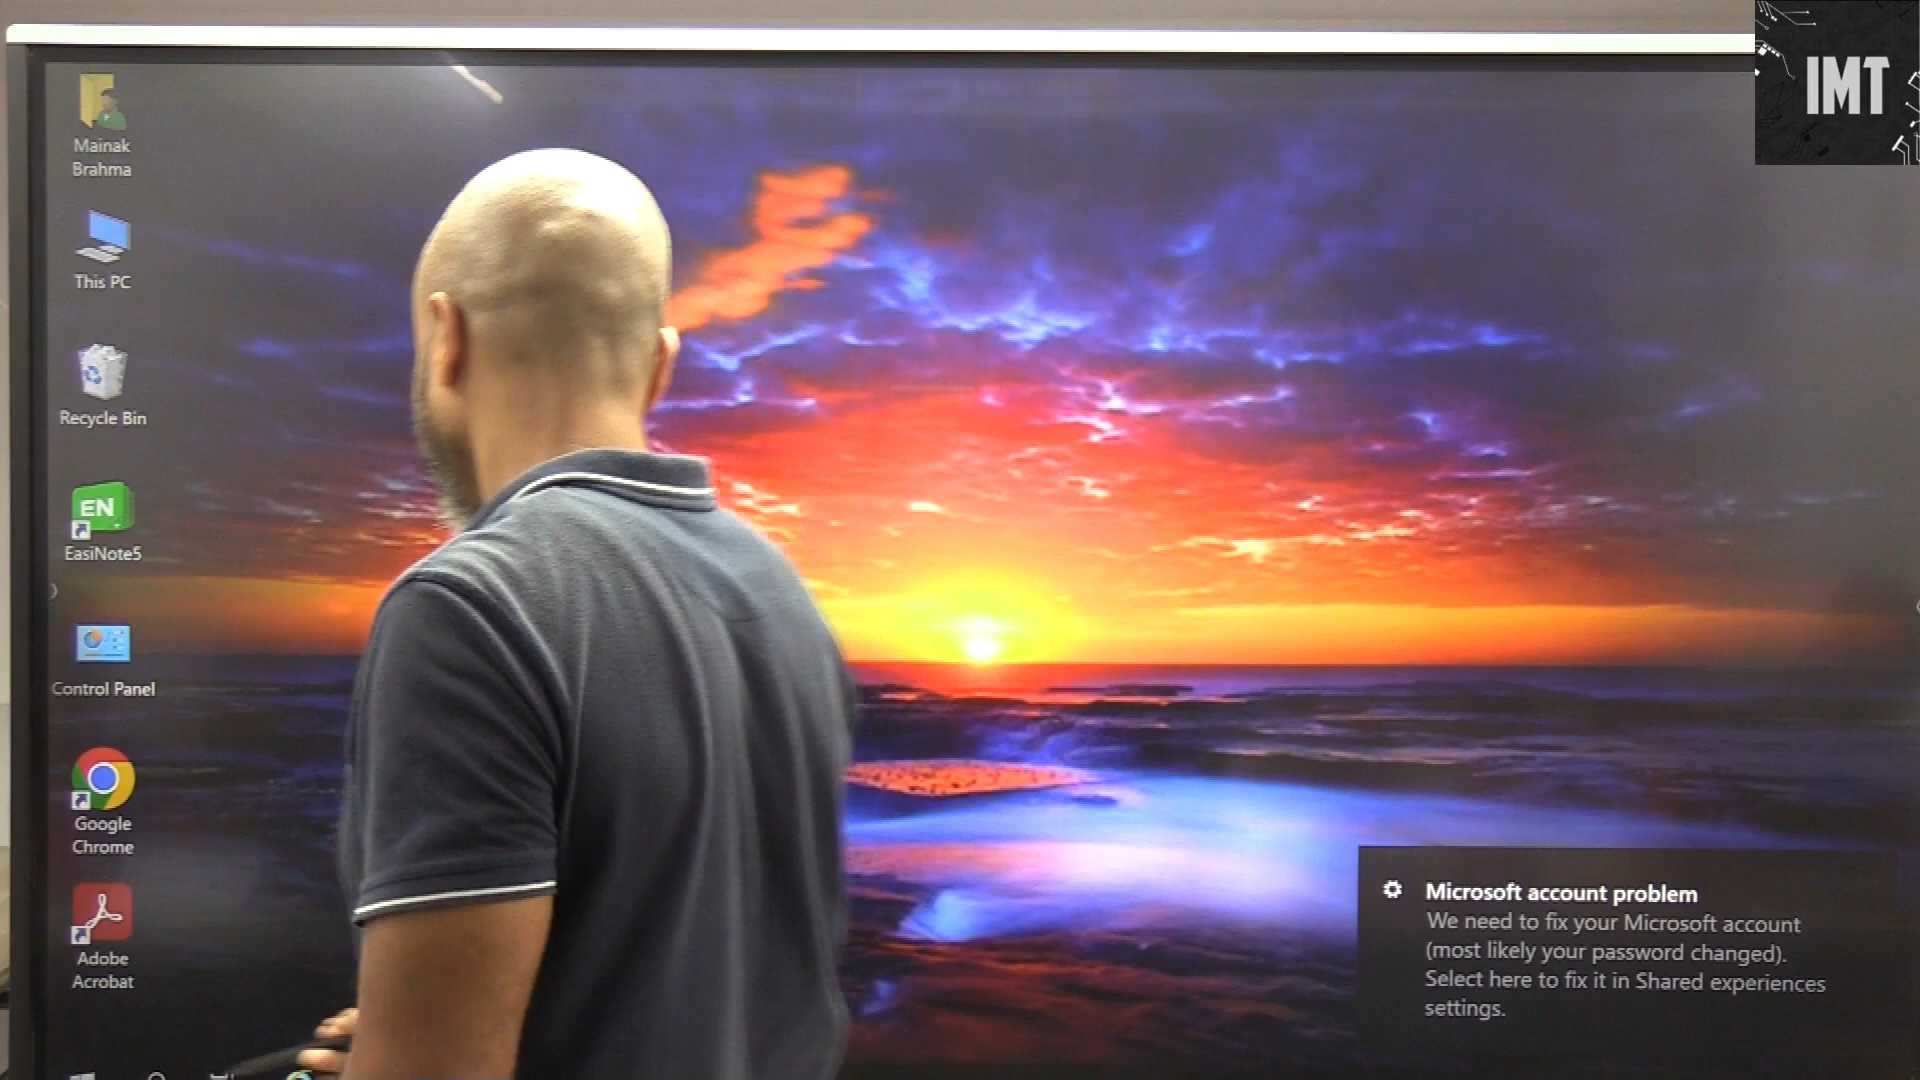 IMT
Mainak
Brahma
This PC
Recycle Bin
EN
EasiNote5
Control Panel
Google
Chrome
Adobe
Acrobat
Microsoft account problem
We need to fix your Microsoft account
(most likely your password changed).
Select here to fix it in Shared experiences
settings.